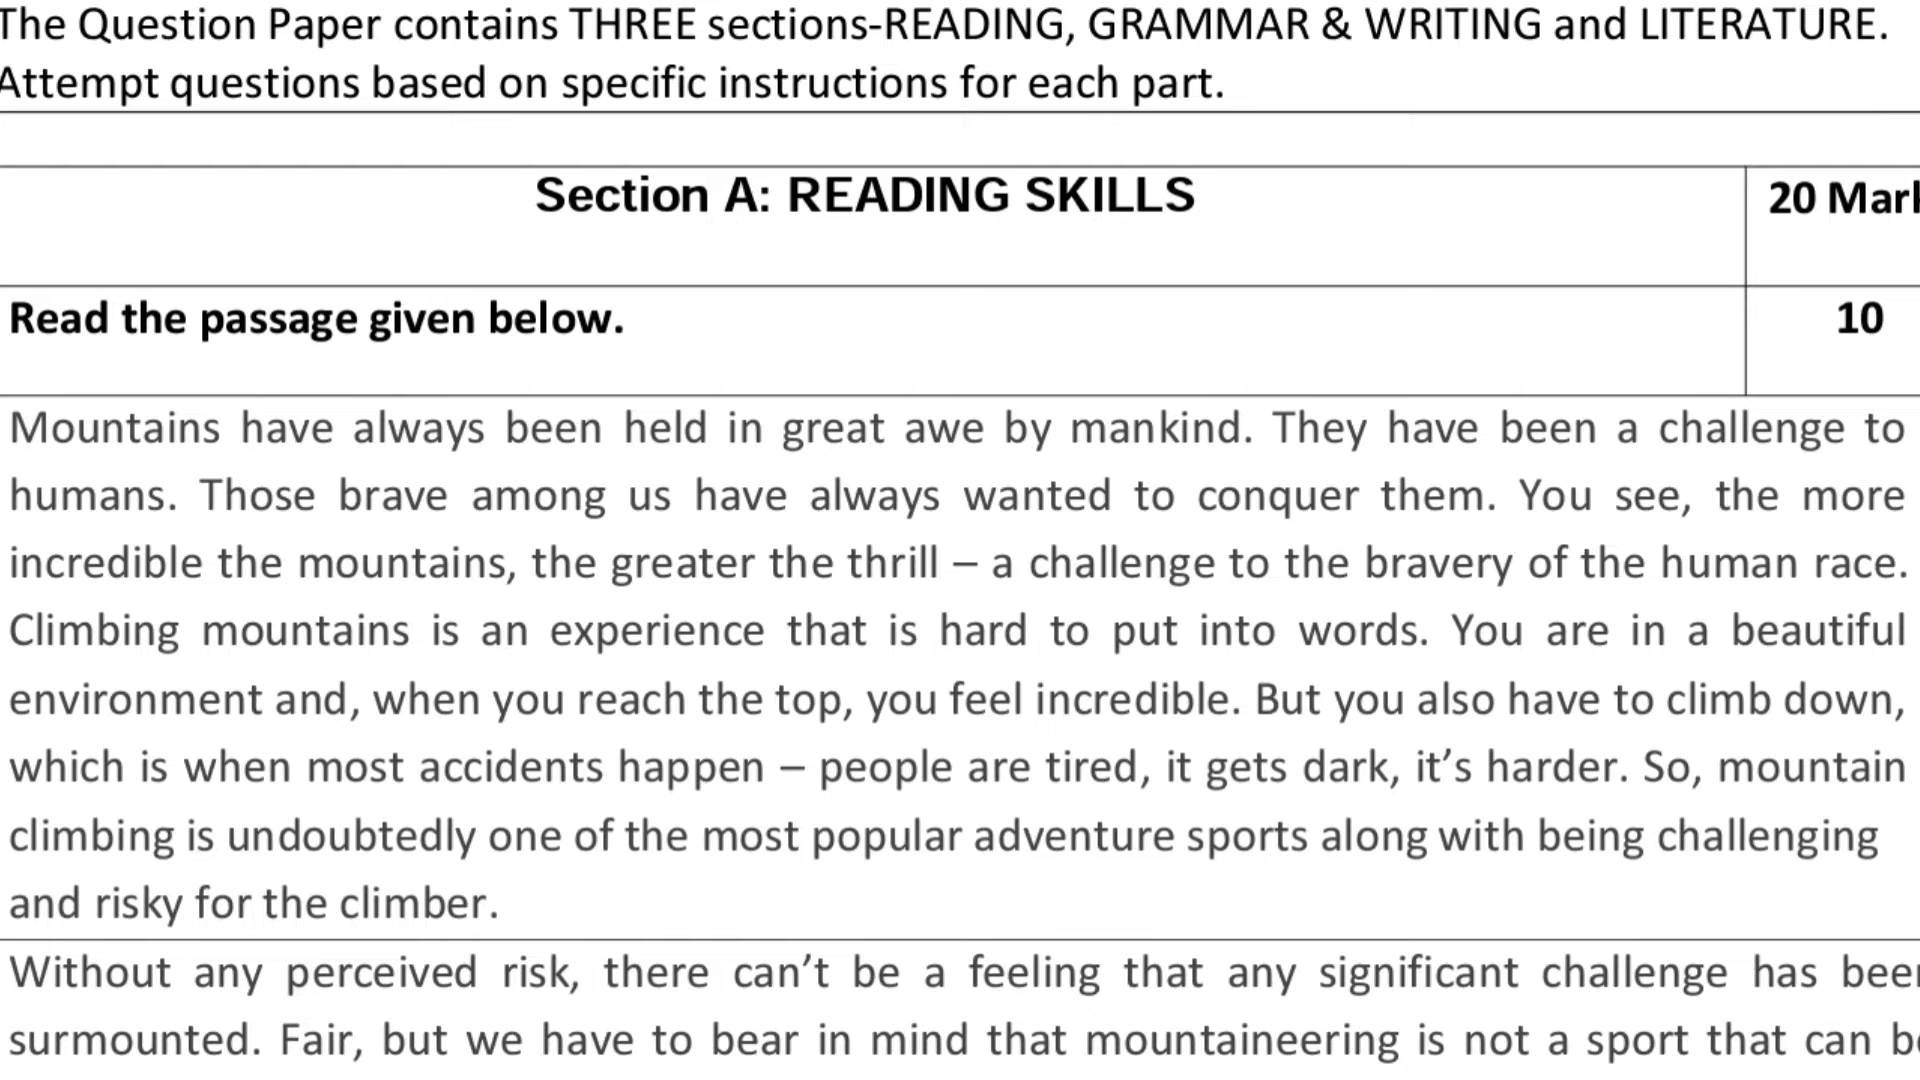 The Question Paper contains THREE sections-READING, GRAMMAR & WRITING and LITERATURE.
Attempt questions based on specific instructions for each part.
Section A: READING SKILLS
20 Mark
Read the passage given below.
10
Mountains have always been held in great awe by mankind. They have been a challenge to
humans. Those brave among us have always wanted to conquer them. You see, the more
incredible the mountains, the greater the thrill – a challenge to the bravery of the human race.
Climbing mountains is an experience that is hard to put into words. You are in a beautiful
environment and, when you reach the top, you feel incredible. But you also have to climb down,
which is when most accidents happen – people are tired, it gets dark, it’s harder. So, mountain
climbing is undoubtedly one of the most popular adventure sports along with being challenging
and risky for the climber.
Without any perceived risk, there can’t be a feeling that any significant challenge has been
surmounted. Fair, but we have to bear in mind that mountaineering is not a sport that can be